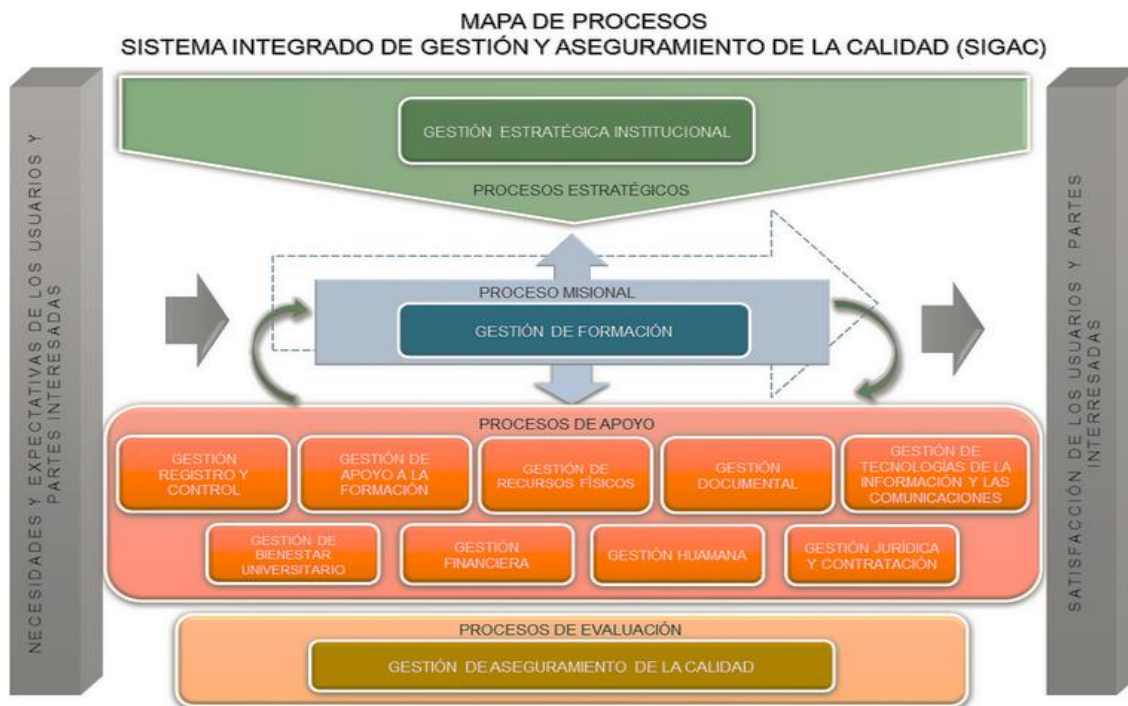 MAPA DE PROCESOS
SISTEMA INTEGRADO DE GESTIÓN Y ASEGURAMIENTO DE LA CALIDAD (SIGAC)
NECESIDADES Y EXPECTATIVAS DE LOS USUARIOS Y
PARTES INTERESADAS
GESTIÓN ESTRATÉGICA INSTITUCIONAL
PROCESOS ESTRATÉGICOS
PROCESO MISIONAL
GESTIÓN DE FORMACIÓN
PROCESOS DE APOYO
GESTIÓN
REGISTRO Y
CONTROL
GESTIÓN DE
APOYO A LA
FORMACIÓN
GESTIÓN DE
RECURSOS FÍSICOS
GESTIÓN
DOCUMENTAL
GESTIÓN DE
TECNOLOGÍAS DE LA
INFORMACIÓN Y LAS
COMUNICACIONES
GESTIÓN DE
BIENESTAR
UNIVERSITARIO
GESTIÓN
FINANCIERA
GESTIÓN HUAMANA
GESTIÓN JURÍDICA
Y CONTRATACIÓN
PROCESOS DE EVALUACIÓN
GESTIÓN DE ASEGURAMIENTO DE LA CALIDAD
SATISFACCIÓN DE LOS USUARIOS Y PARTES
INTERRESADAS